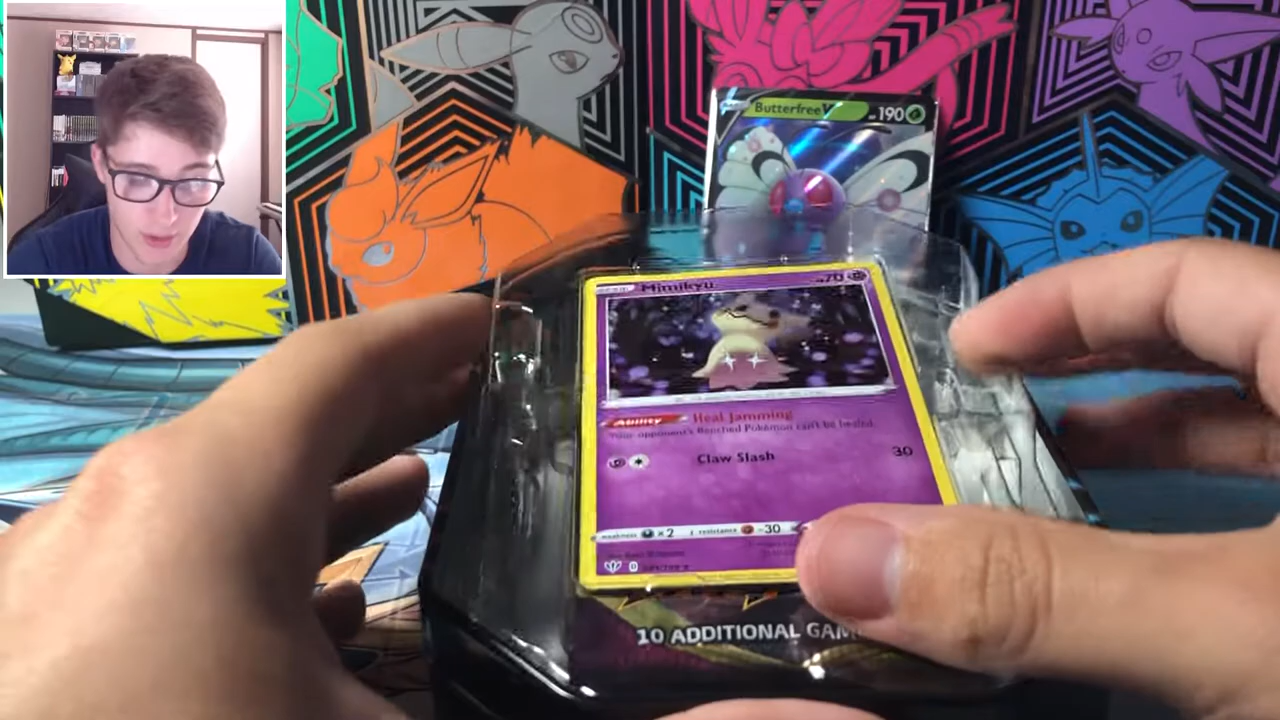 Butterfree V 190
Mimikyu 70
Ability Heal Jamming
Your opponent's Benched Pokémon can't be healed.
Claw Slash 30
weakness ×2 resistance -30
10 ADDITIONAL GAM